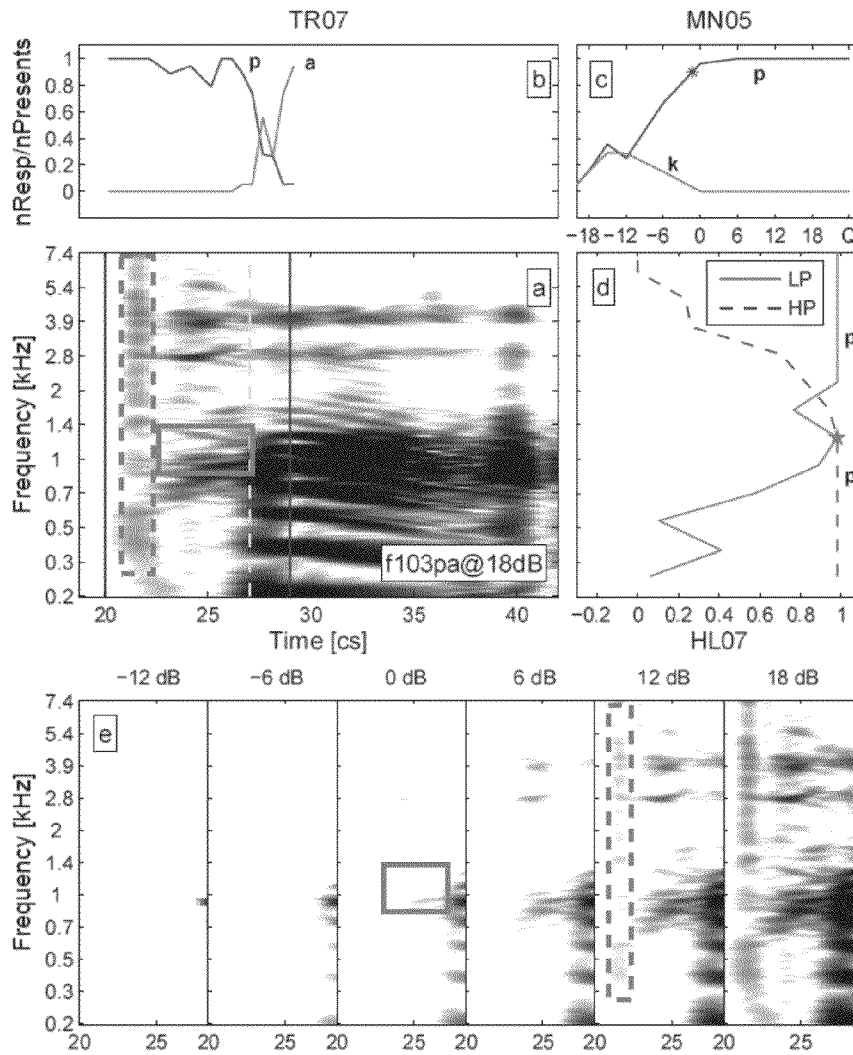 TR07 MN05
nResp/nPresents
1
0.8
0.6
0.4
0.2
0
p a b
p k c
−18 −12 −6 0 6 12 18 Q
Frequency [kHz]
7.4
5.4
3.9
2.8
2
1.4
1
0.7
0.5
0.3
0.2
a
f103pa@18dB
20 25 30 35 40
Time [cs]
d
LP
HP
p
p
−0.2 0 0.2 0.4 0.6 0.8 1
HL07
−12 dB −6 dB 0 dB 6 dB 12 dB 18 dB
e
Frequency [kHz]
7.4
5.4
3.9
2.8
2
1.4
1
0.7
0.5
0.3
0.2
20 25 20 25 20 25 20 25 20 25 20 25